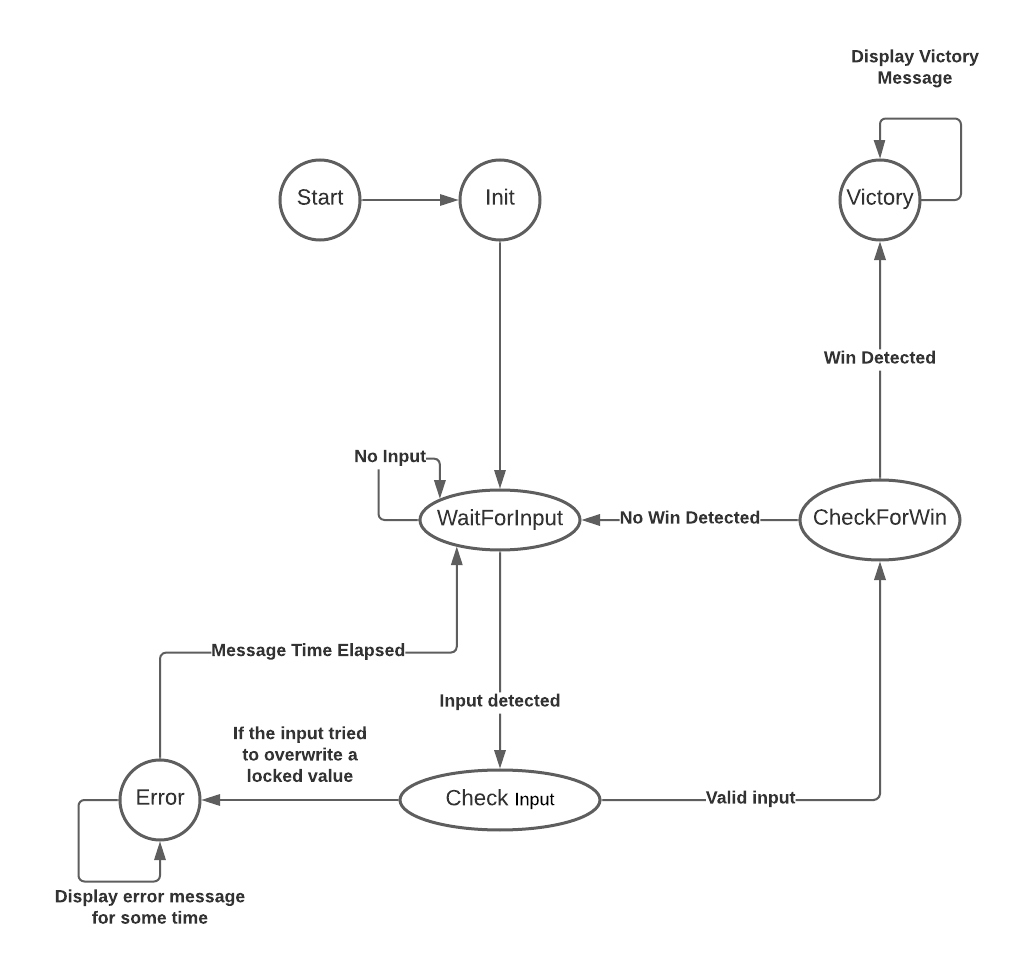 Display Victory
Message
Start
Init
Victory
Win Detected
No Input
WaitForInput
No Win Detected
CheckForWin
Message Time Elapsed
Input detected
If the input tried
to overwrite a
locked value
Error
Check Input
Valid input
Display error message
for some time